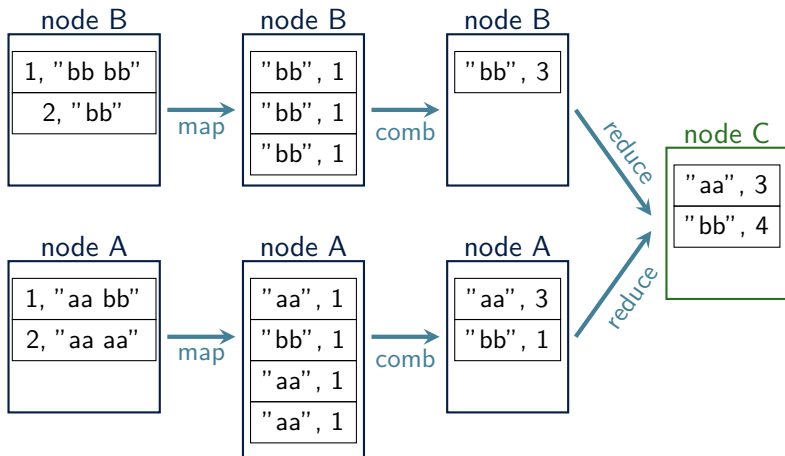 node B
1, "bb bb"
2, "bb"
map
node B
"bb", 1
"bb", 1
"bb", 1
comb
node B
"bb", 3
reduce
node C
"aa", 3
"bb", 4
node A
1, "aa bb"
2, "aa aa"
map
node A
"aa", 1
"bb", 1
"aa", 1
"aa", 1
comb
node A
"aa", 3
"bb", 1
reduce